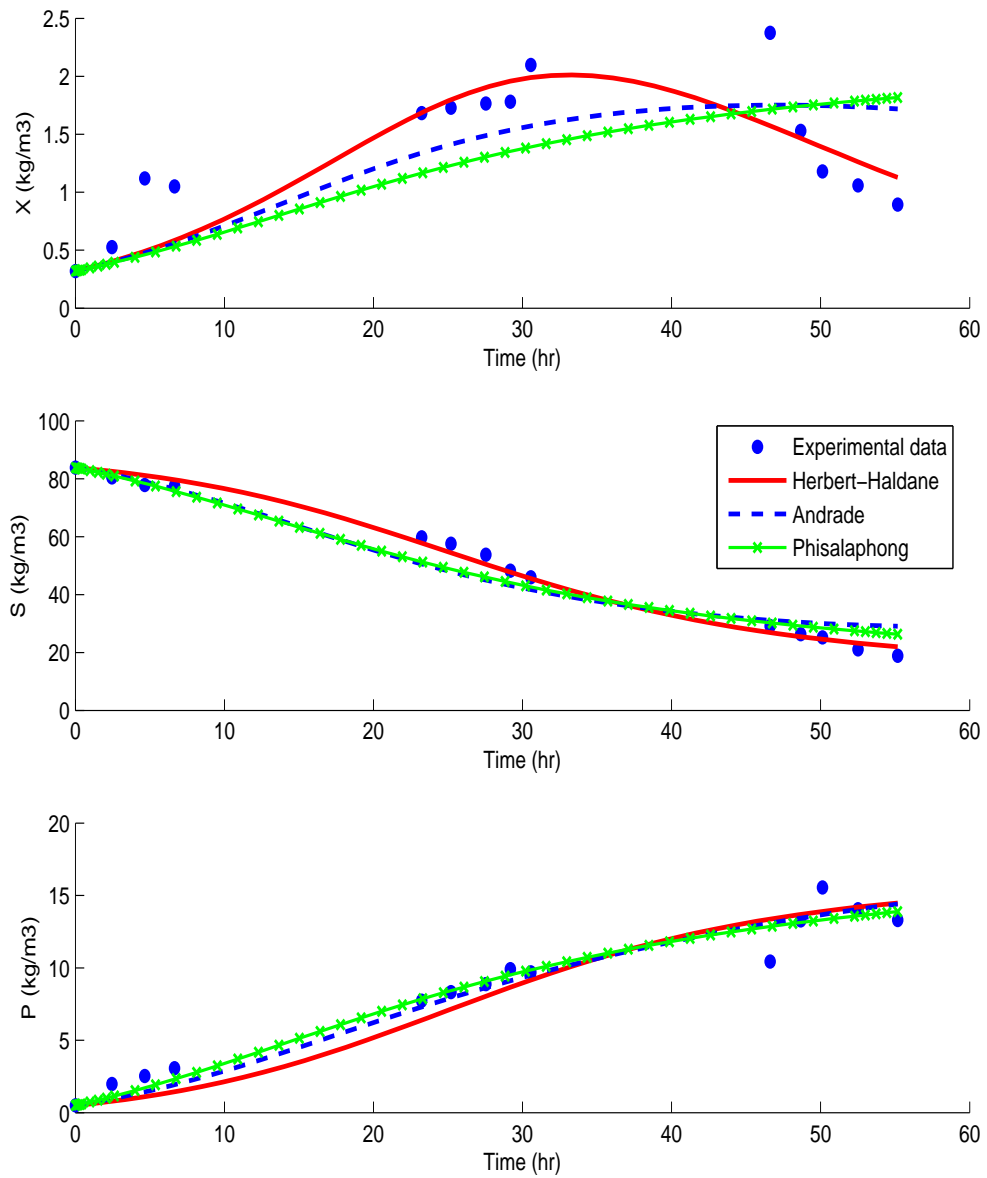 2.5
2
1.5
1
0.5
0
X (kg/m3)
0 10 20 30 40 50 60
Time (hr)
100
80
60
40
20
0
S (kg/m3)
Experimental data
Herbert−Haldane
Andrade
Phisalaphong
0 10 20 30 40 50 60
Time (hr)
20
15
10
5
0
P (kg/m3)
0 10 20 30 40 50 60
Time (hr)